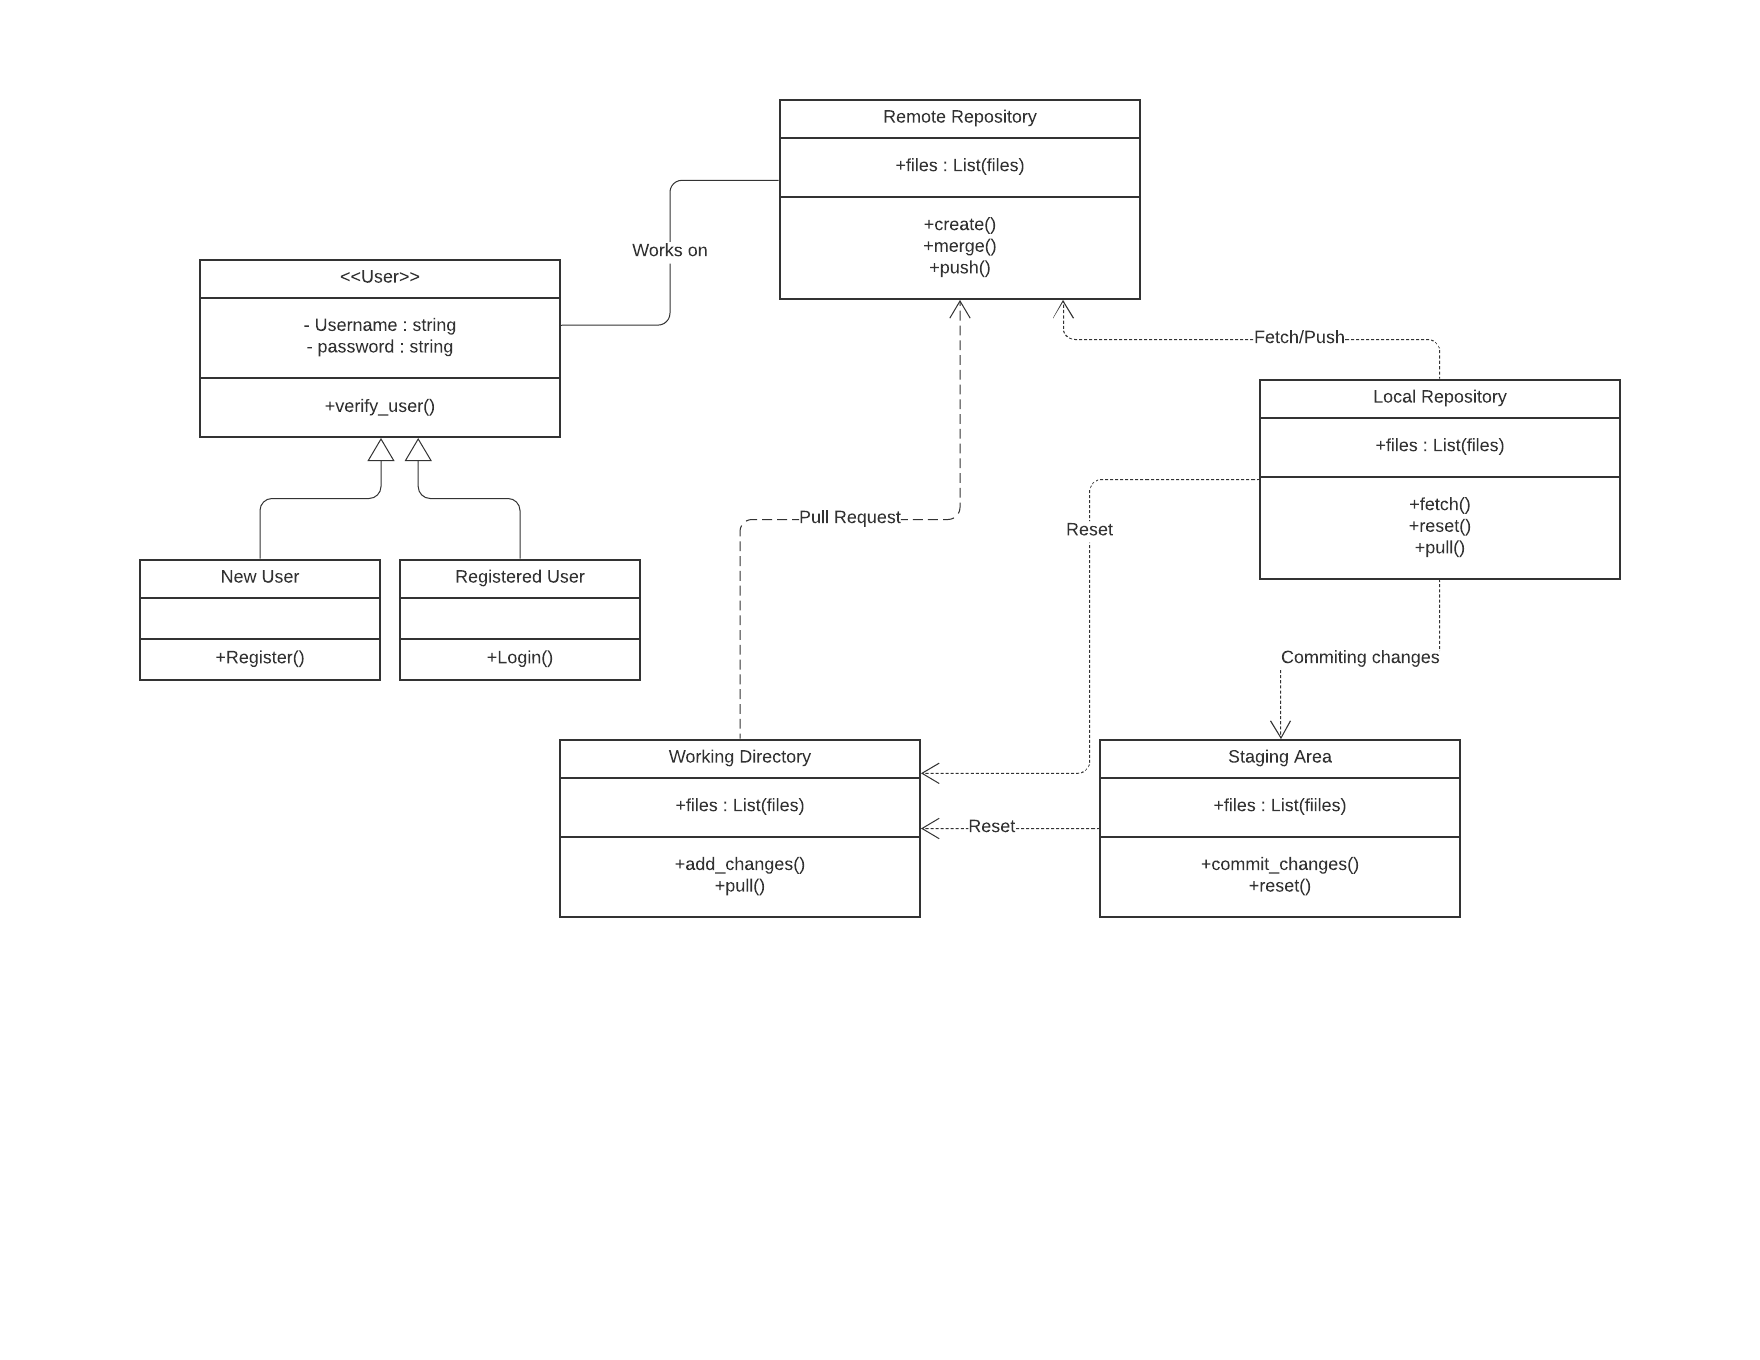 Remote Repository
+files : List(files)
+create()
+merge()
+push()
Works on
<<User>>
- Username : string
- password : string
+verify_user()
Fetch/Push
Local Repository
+files : List(files)
+fetch()
+reset()
+pull()
Pull Request
Reset
New User
+Register()
Registered User
+Login()
Commiting changes
Working Directory
+files : List(files)
+add_changes()
+pull()
Reset
Staging Area
+files : List(fiiles)
+commit_changes()
+reset()